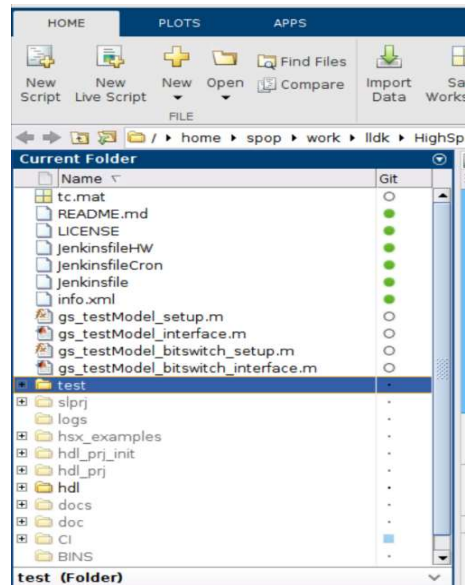 HOME PLOTS APPS
New Script
New Live Script
New
Open
Find Files
Compare
Import Data
FILE
/ home spop work lldk HighSp
Current Folder
Name Git
tc.mat
README.md
LICENSE
JenkinsfileHW
JenkinsfileCron
Jenkinsfile
info.xml
gs_testModel_setup.m
gs_testModel_interface.m
gs_testModel_bitswitch_setup.m
gs_testModel_bitswitch_interface.m
test
slprj
logs
hsx_examples
hdl_prj_init
hdl_prj
hdl
docs
doc
CI
BINS
test (Folder)